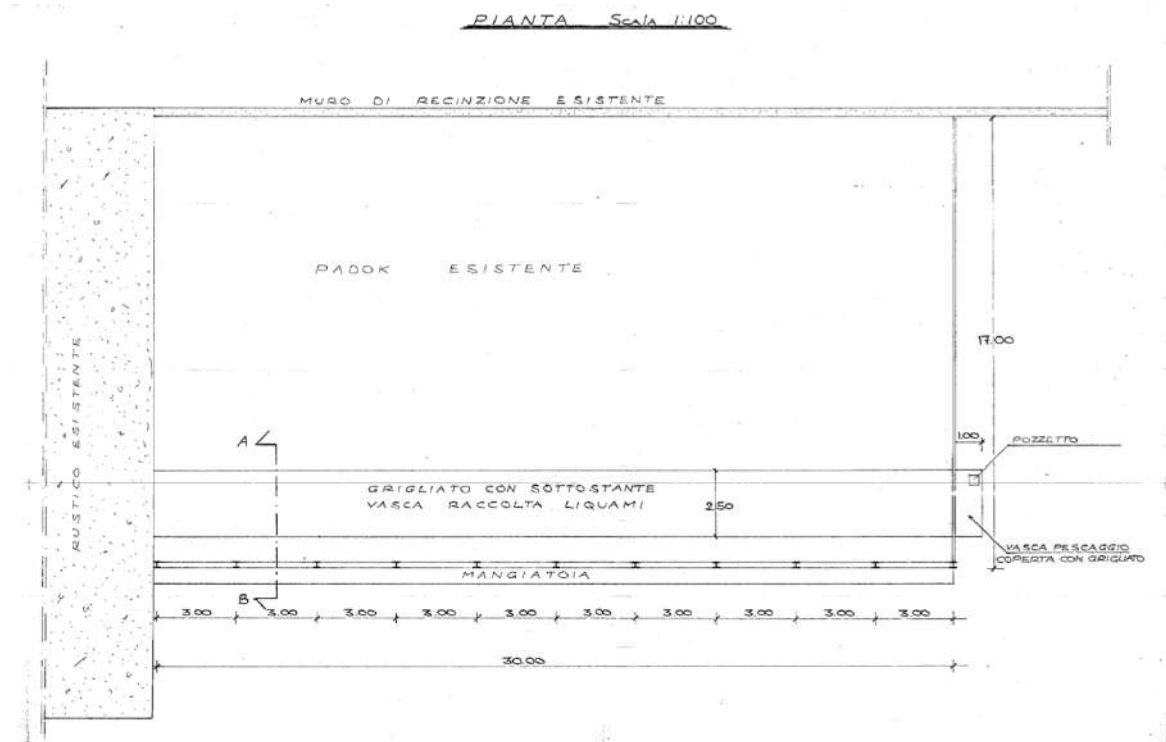 PIANTA Scala 1:100
MURO DI RECINZIONE ESISTENTE
PADOK ESISTENTE
RUSTICO ESISTENTE
17.00
A
1.00
POZZETTO
GRIGLIATO CON SOTTOSTANTE
VASCA RACCOLTA LIQUAMI
2.50
VASCA PESCAGGIO
COPERTA CON GRIGLIATO
MANGIATOIA
B
3.00 3.00 3.00 3.00 3.00 3.00 3.00 3.00 3.00 3.00
30.00